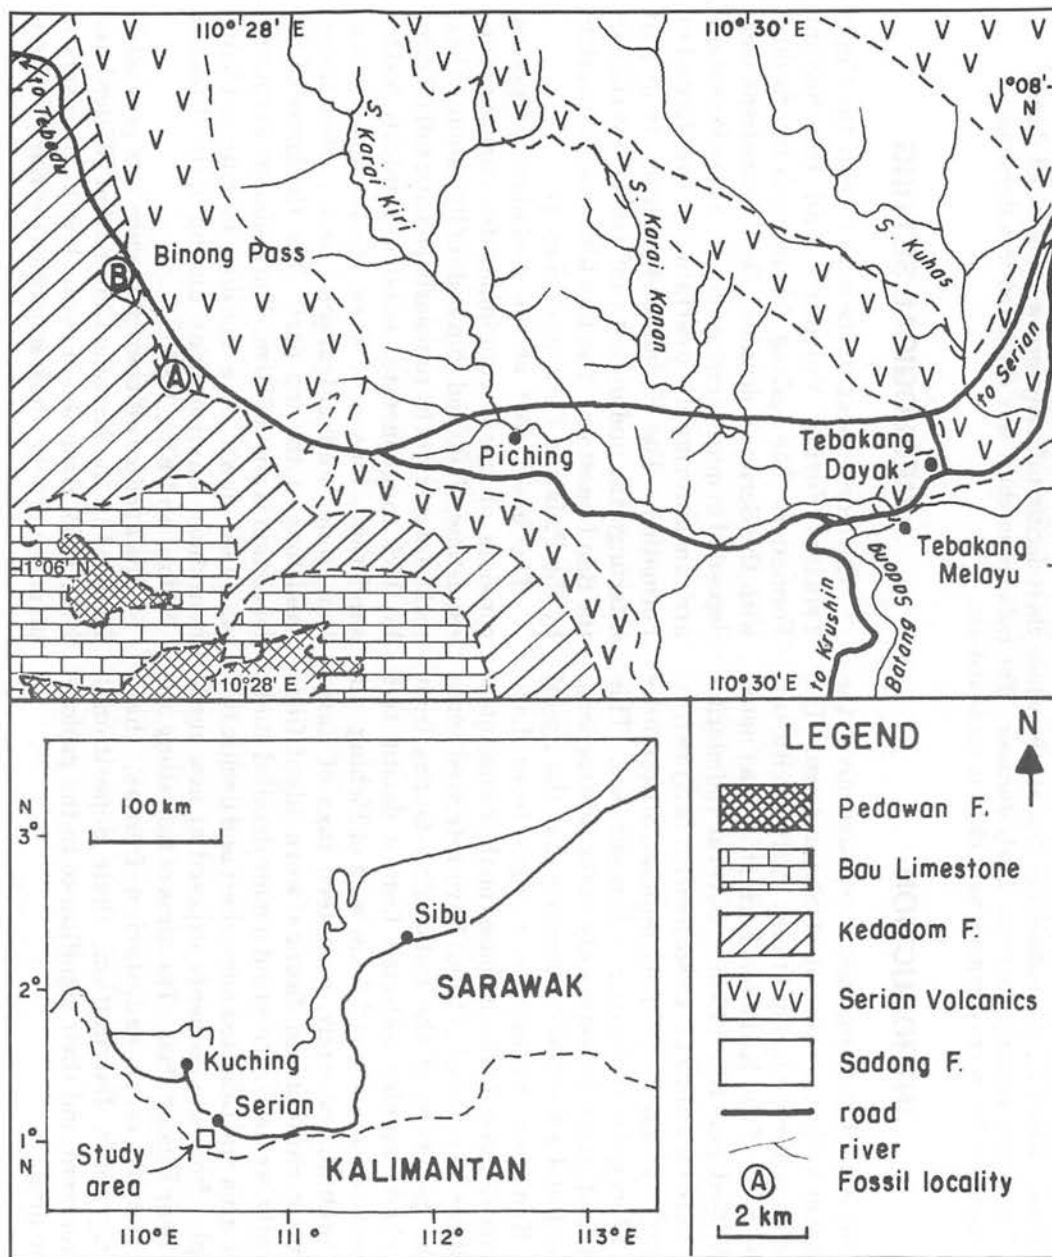 110°28' E
110°30' E
1°08'
N
to Tebedu
S. Karai Kiri
S. Karai Kanan
S. Kuhas
Binong Pass
B
A
to Serian
Piching
Tebakang
Dayak
Tebakang
Melayu
1°06' N
to Krushin
Batang Sadong
110°28' E
110°30' E
100 km
N
3°
2°
1°
N
Sibu
SARAWAK
Kuching
Serian
Study
area
KALIMANTAN
110°E
111°
112°
113°E
LEGEND
N
Pedawan F.
Bau Limestone
Kedadom F.
Serian Volcanics
Sadong F.
road
river
A
Fossil locality
2 km